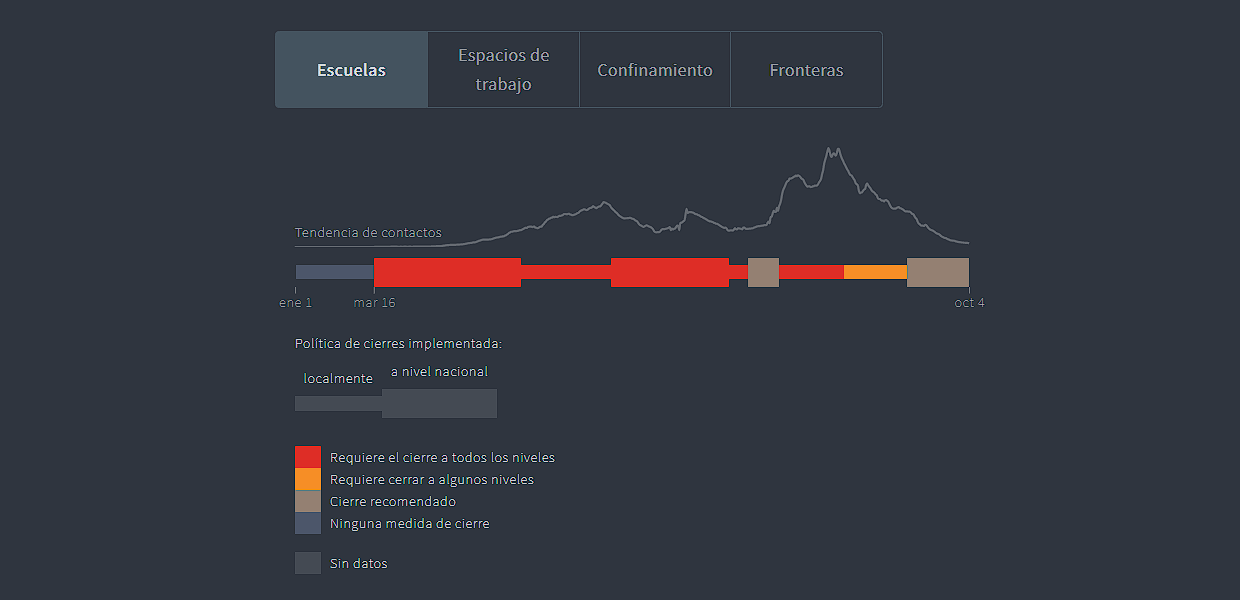 Escuelas
Espacios de
trabajo
Confinamiento
Fronteras
Tendencia de contactos
ene 1
mar 16
oct 4
Política de cierres implementada:
localmente
a nivel nacional
Requiere el cierre a todos los niveles
Requiere cerrar a algunos niveles
Cierre recomendado
Ninguna medida de cierre
Sin datos